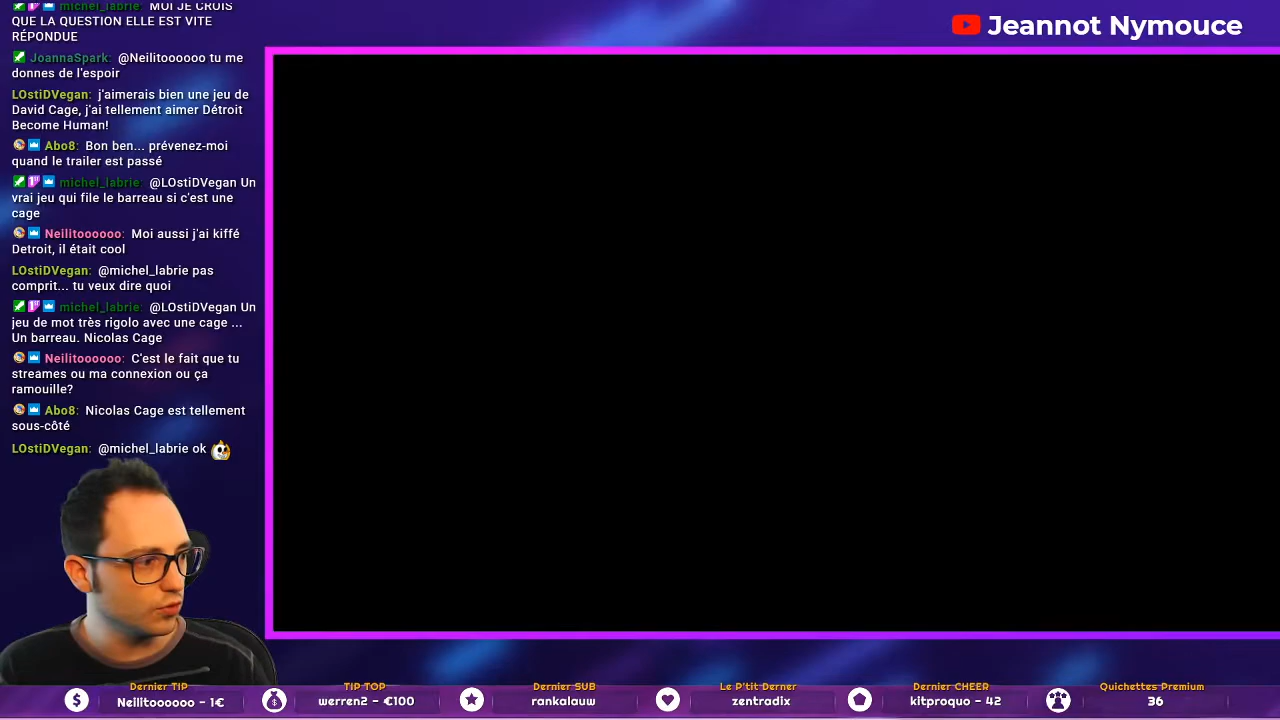 michel_labrie: MOI JE CROIS
QUE LA QUESTION ELLE EST VITE
RÉPONDUE
JoannaSpark: @Neilitoooooo tu me
donnes de l'espoir
LOstiDVegan: j'aimerais bien une jeu de
David Cage, j'ai tellement aimer Détroit
Become Human!
Abo8: Bon ben... prévenez-moi
quand le trailer est passé
michel_labrie: @LOstiDVegan Un
vrai jeu qui file le barreau si c'est une
cage
Neilitoooooo: Moi aussi j'ai kiffé
Detroit, il était cool
LOstiDVegan: @michel_labrie pas
comprit... tu veux dire quoi
michel_labrie: @LOstiDVegan Un
jeu de mot très rigolo avec une cage ...
Un barreau. Nicolas Cage
Neilitoooooo: C'est le fait que tu
streames ou ma connexion ou ça
ramouille?
Abo8: Nicolas Cage est tellement
sous-côté
LOstiDVegan: @michel_labrie ok
Jeannot Nymouce
Dernier TIP
Neilitoooooo - 1€
TIP TOP
werren2 - €100
Dernier SUB
rankalauw
Le P'tit Derner
zentradix
Dernier CHEER
kitproquo - 42
Quichettes Premium
36